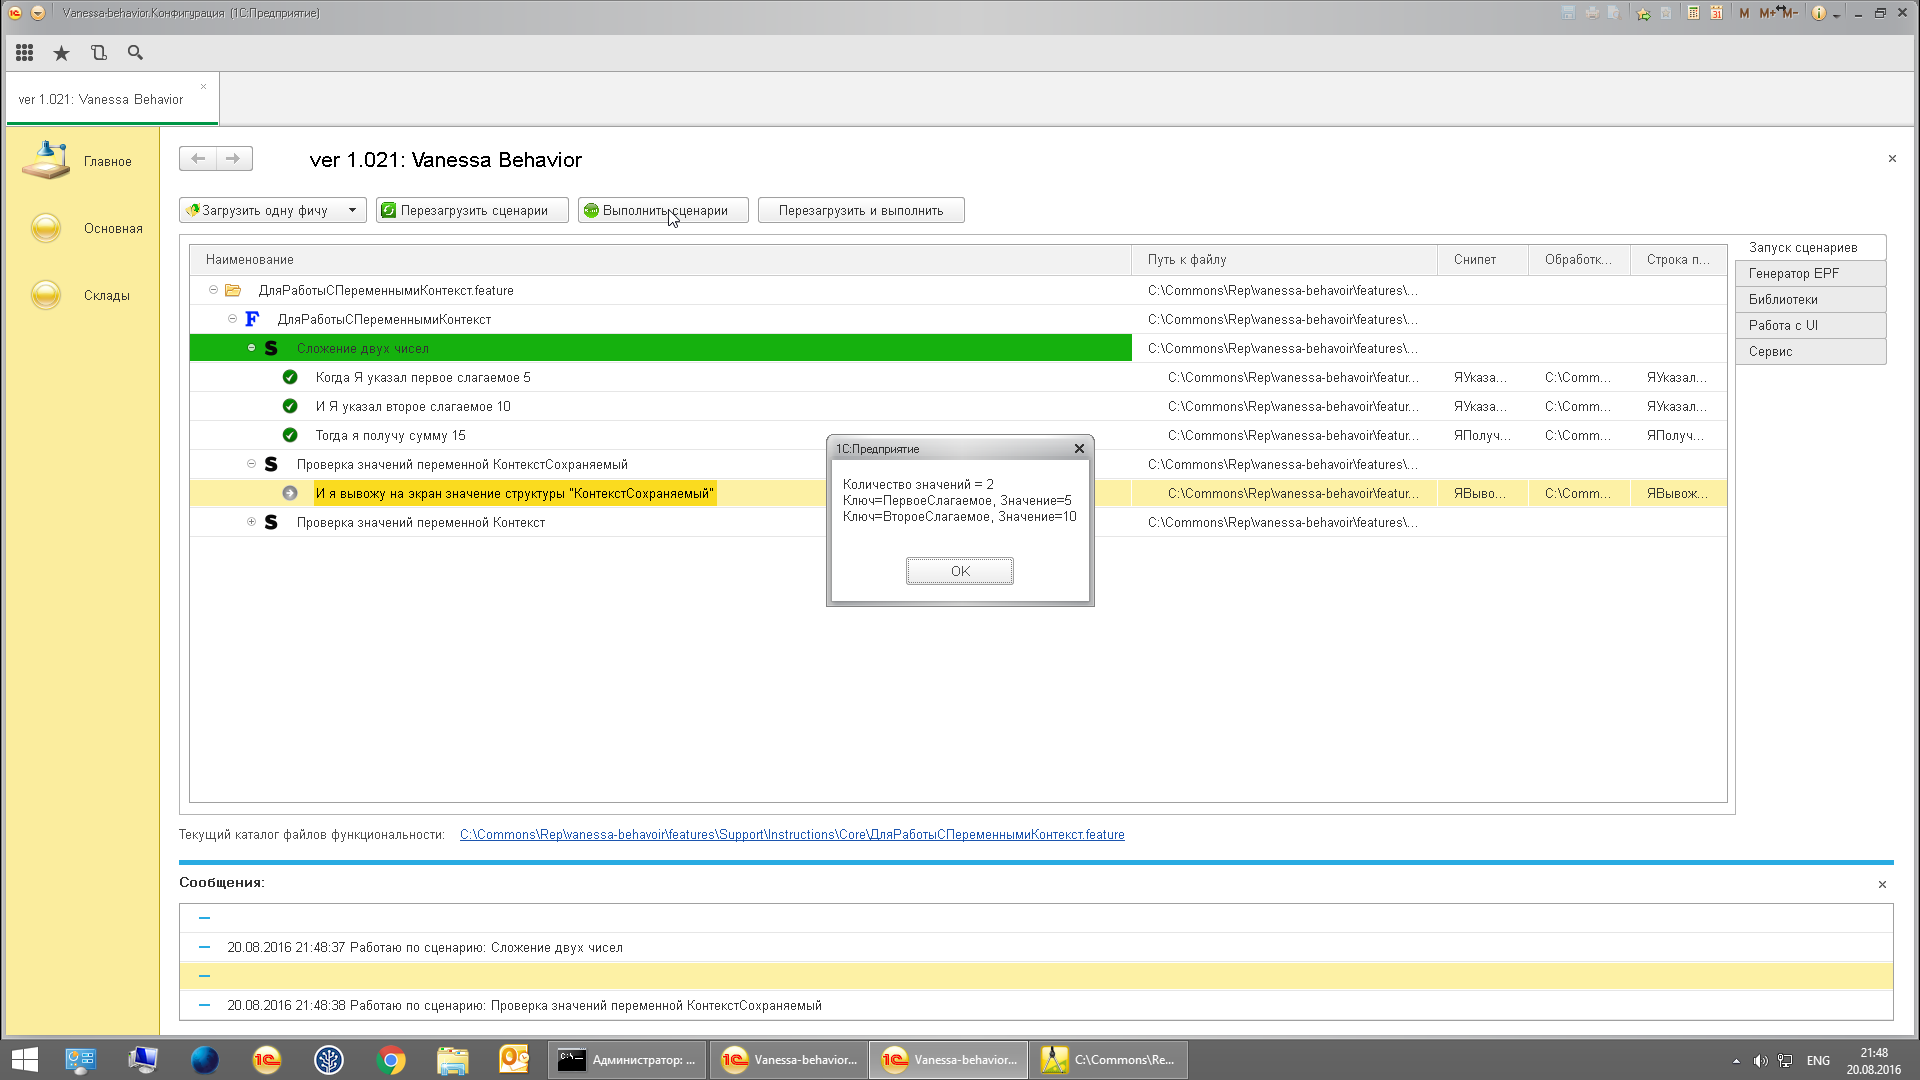 Vanessa-behavior.Конфигурация (1С:Предприятие)
M M+ M-
ver 1.021: Vanessa Behavior
Главное
Основная
Склады
ver 1.021: Vanessa Behavior
Загрузить одну фичу
Перезагрузить сценарии
Выполнить сценарии
Перезагрузить и выполнить
Наименование Путь к файлу Снипет Обработк... Строка п...
ДляРаботыСПеременнымиКонтекст.feature C:\Commons\Rep\vanessa-behavoir\features\...
F ДляРаботыСПеременнымиКонтекст C:\Commons\Rep\vanessa-behavoir\features\...
S Сложение двух чисел C:\Commons\Rep\vanessa-behavoir\features\...
Когда Я указал первое слагаемое 5 C:\Commons\Rep\vanessa-behavoir\featur... ЯУказа... C:\Comm... ЯУказал...
И Я указал второе слагаемое 10 C:\Commons\Rep\vanessa-behavoir\featur... ЯУказа... C:\Comm... ЯУказал...
Тогда я получу сумму 15 C:\Commons\Rep\vanessa-behavoir\featur... ЯПолуч... C:\Comm... ЯПолуч...
S Проверка значений переменной КонтекстСохраняемый C:\Commons\Rep\vanessa-behavoir\features\...
И я вывожу на экран значение структуры "КонтекстСохраняемый" C:\Commons\Rep\vanessa-behavoir\featur... ЯВыво... C:\Comm... ЯВывож...
S Проверка значений переменной Контекст C:\Commons\Rep\vanessa-behavoir\features\...
Запуск сценариев
Генератор EPF
Библиотеки
Работа с UI
Сервис
1С:Предприятие
Количество значений = 2
Ключ=ПервоеСлагаемое, Значение=5
Ключ=ВтороеСлагаемое, Значение=10
OK
Текущий каталог файлов функциональности: C:\Commons\Rep\vanessa-behavoir\features\Support\Instructions\Core\ДляРаботыСПеременнымиКонтекст.feature
Сообщения:
20.08.2016 21:48:37 Работаю по сценарию: Сложение двух чисел
20.08.2016 21:48:38 Работаю по сценарию: Проверка значений переменной КонтекстСохраняемый
Администратор: ...
Vanessa-behavior...
Vanessa-behavior...
C:\Commons\Re...
ENG
21:48
20.08.2016